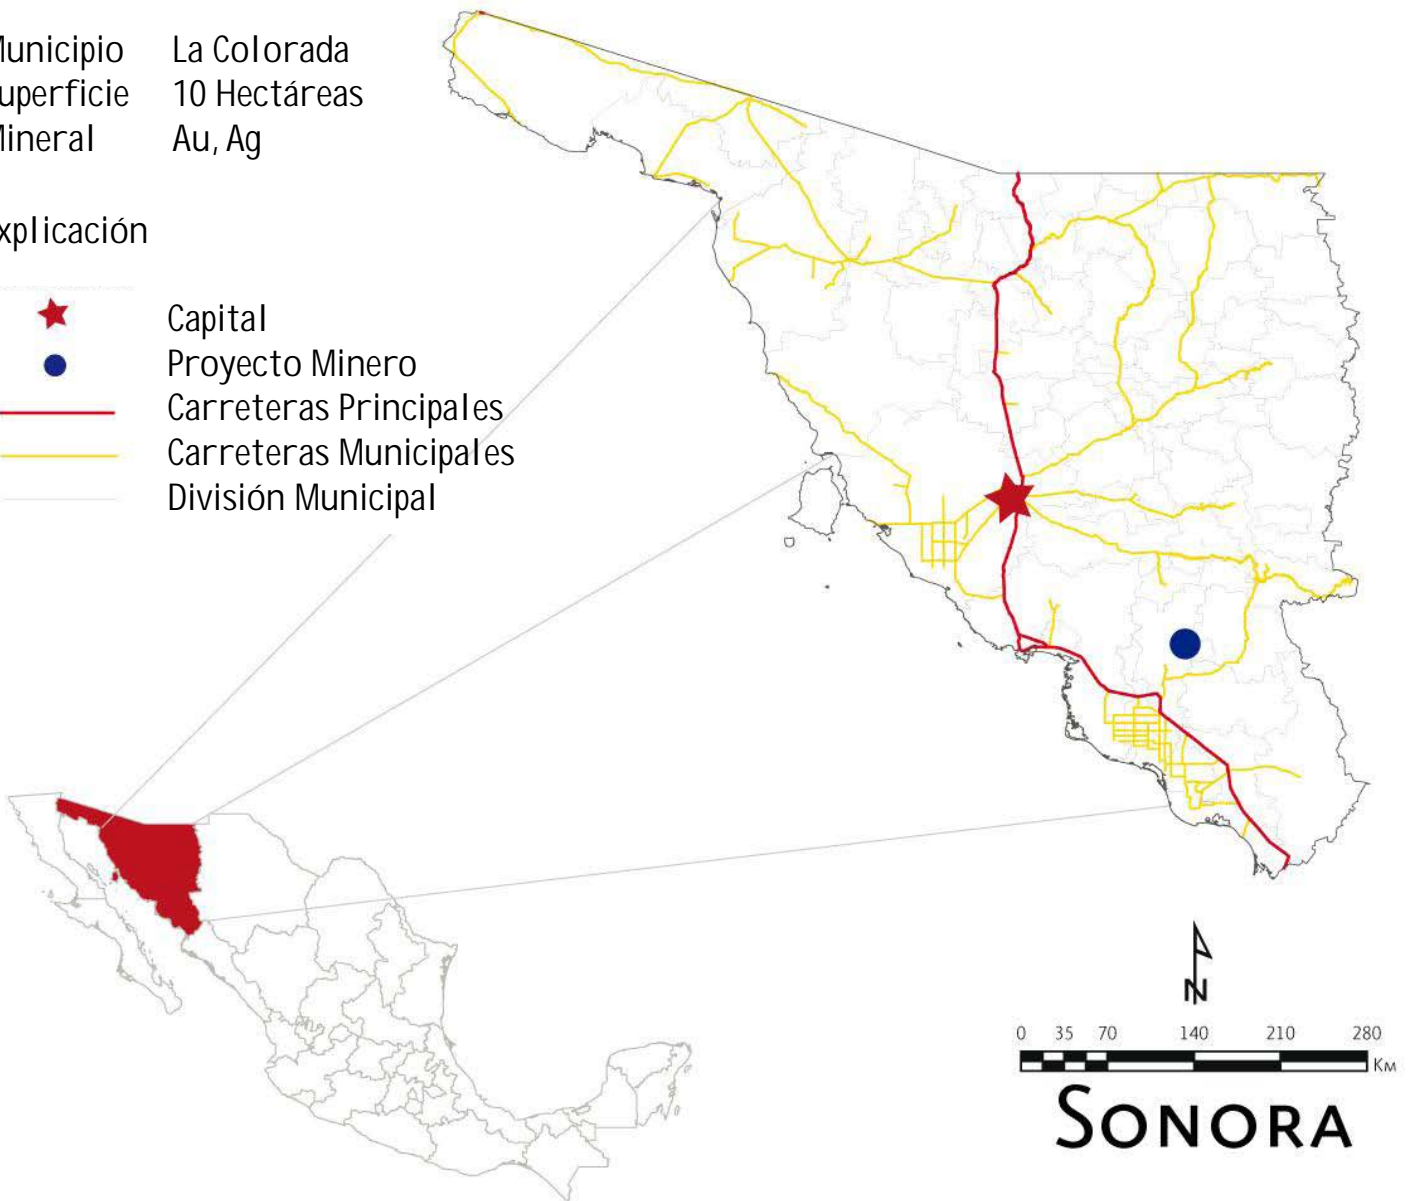 unicipio La Colorada
uperficie 10 Hectáreas
ineral Au, Ag
xplicación
Capital
Proyecto Minero
Carreteras Principales
Carreteras Municipales
División Municipal
N
0 35 70 140 210 280
Km
SONORA